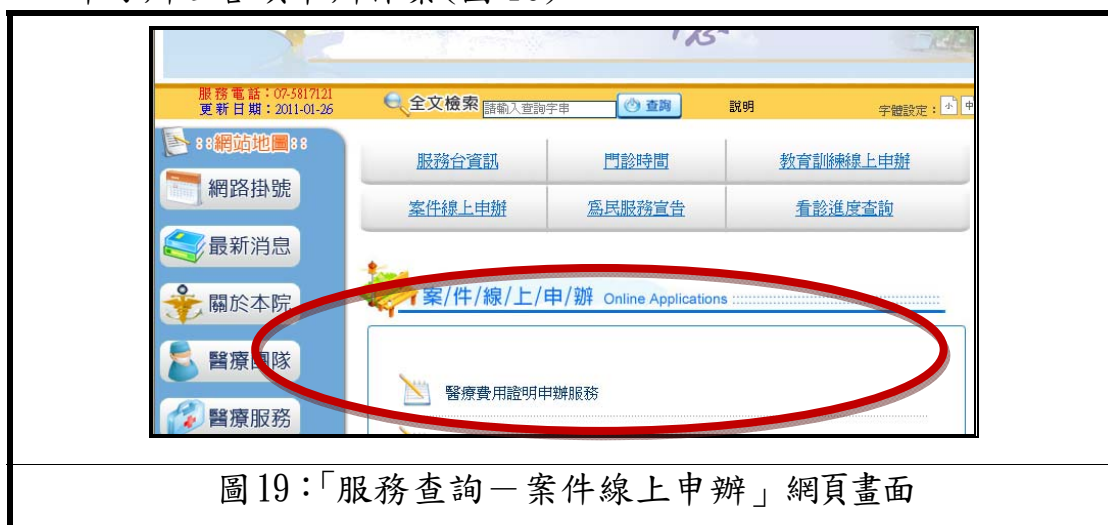 服務電話：07-5817121
更新日期：2011-01-26
全文檢索 請輸入查詢字串 查詢 說明 字體設定： 小 中
網站地圖
網路掛號
最新消息
關於本院
醫療團隊
醫療服務
服務台資訊 門診時間 教育訓練線上申辦
案件線上申辦 為民服務宣告 看診進度查詢
案/件/線/上/申/辦 Online Applications
醫療費用證明申辦服務
圖19：「服務查詢－案件線上申辦」網頁畫面